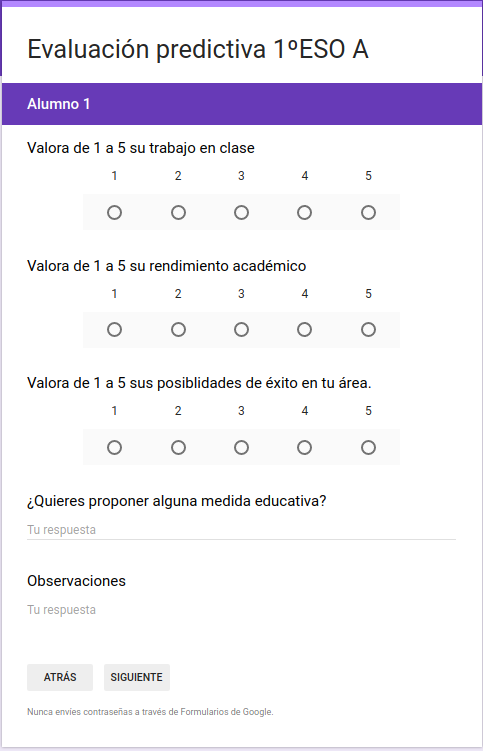 Evaluación predictiva 1ºESO A
Alumno 1
Valora de 1 a 5 su trabajo en clase
1 2 3 4 5
Valora de 1 a 5 su rendimiento académico
1 2 3 4 5
Valora de 1 a 5 sus posiblidades de éxito en tu área.
1 2 3 4 5
¿Quieres proponer alguna medida educativa?
Tu respuesta
Observaciones
Tu respuesta
ATRÁS SIGUIENTE
Nunca envíes contraseñas a través de Formularios de Google.